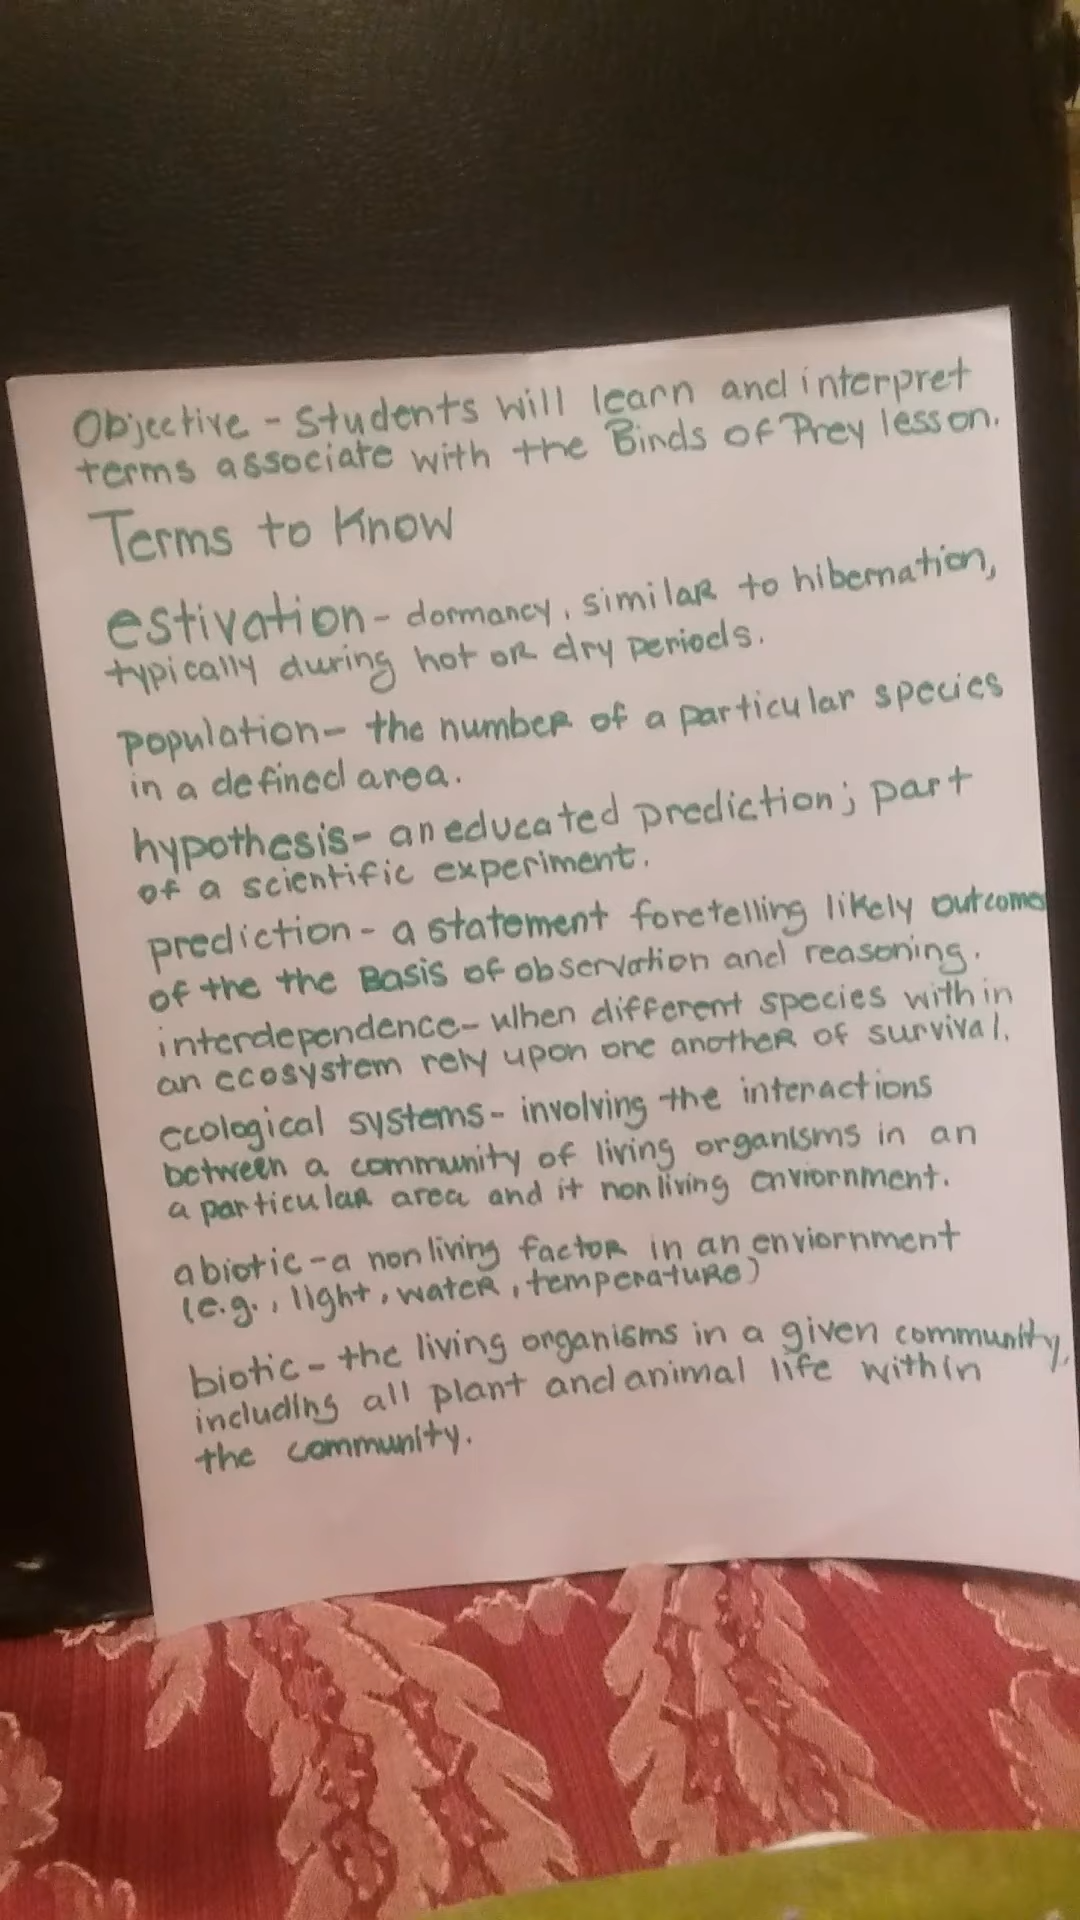 Objective - Students will learn and interpret
terms associate with the Binds of Prey lesson.
Terms to Know
estivation - dormancy, similar to hibernation,
typically during hot or dry periods.
population - the number of a particular species
in a defined area.
hypothesis - an educated prediction; part
of a scientific experiment.
prediction - a statement foretelling likely outcomes
of the the Basis of observation and reasoning.
interdependence - when different species within
an ecosystem rely upon one another of survival.
ecological systems - involving the interactions
between a community of living organisms in an
a particular area and it nonliving enviornment.
abiotic - a nonliving factor in an enviornment
(e.g., light, water, temperature)
biotic - the living organisms in a given community,
including all plant and animal life within
the community.